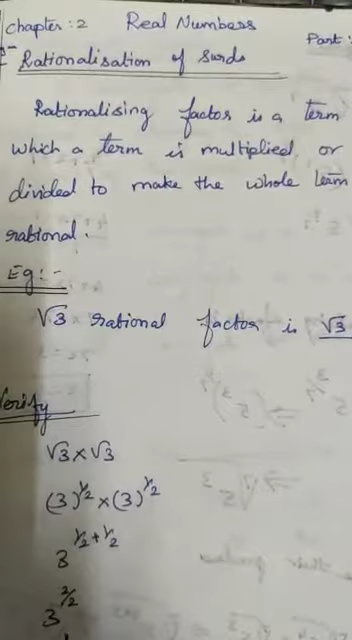 Chapter : 2 Real Numbers Part :
Rationalisation of Surds
Rationalising factor is a term
which a term is multiplied or
divided to make the whole team
rational.
Eg :-
√3 rational factor is √3
Verify
√3 × √3
(3)^1/2 × (3)^1/2
3^1/2 + 1/2
3^2/2